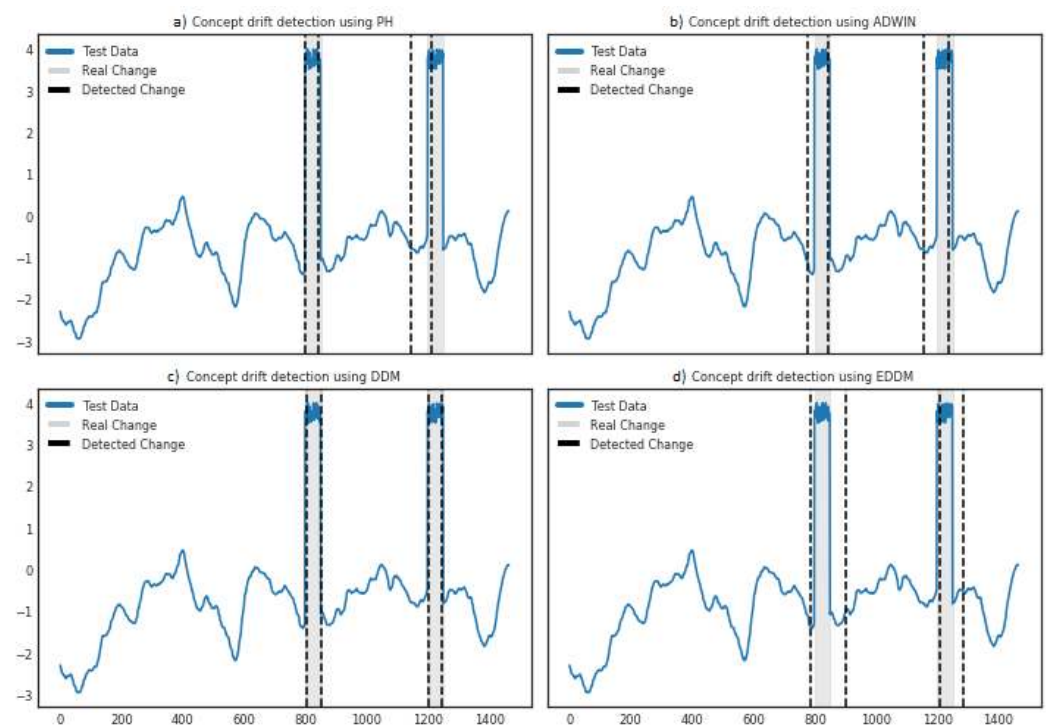 a) Concept drift detection using PH
b) Concept drift detection using ADWIN
4
3
2
1
0
−1
−2
−3
Test Data
Real Change
Detected Change
Test Data
Real Change
Detected Change
c) Concept drift detection using DDM
d) Concept drift detection using EDDM
4
3
2
1
0
−1
−2
−3
Test Data
Real Change
Detected Change
Test Data
Real Change
Detected Change
0 200 400 600 800 1000 1200 1400
0 200 400 600 800 1000 1200 1400